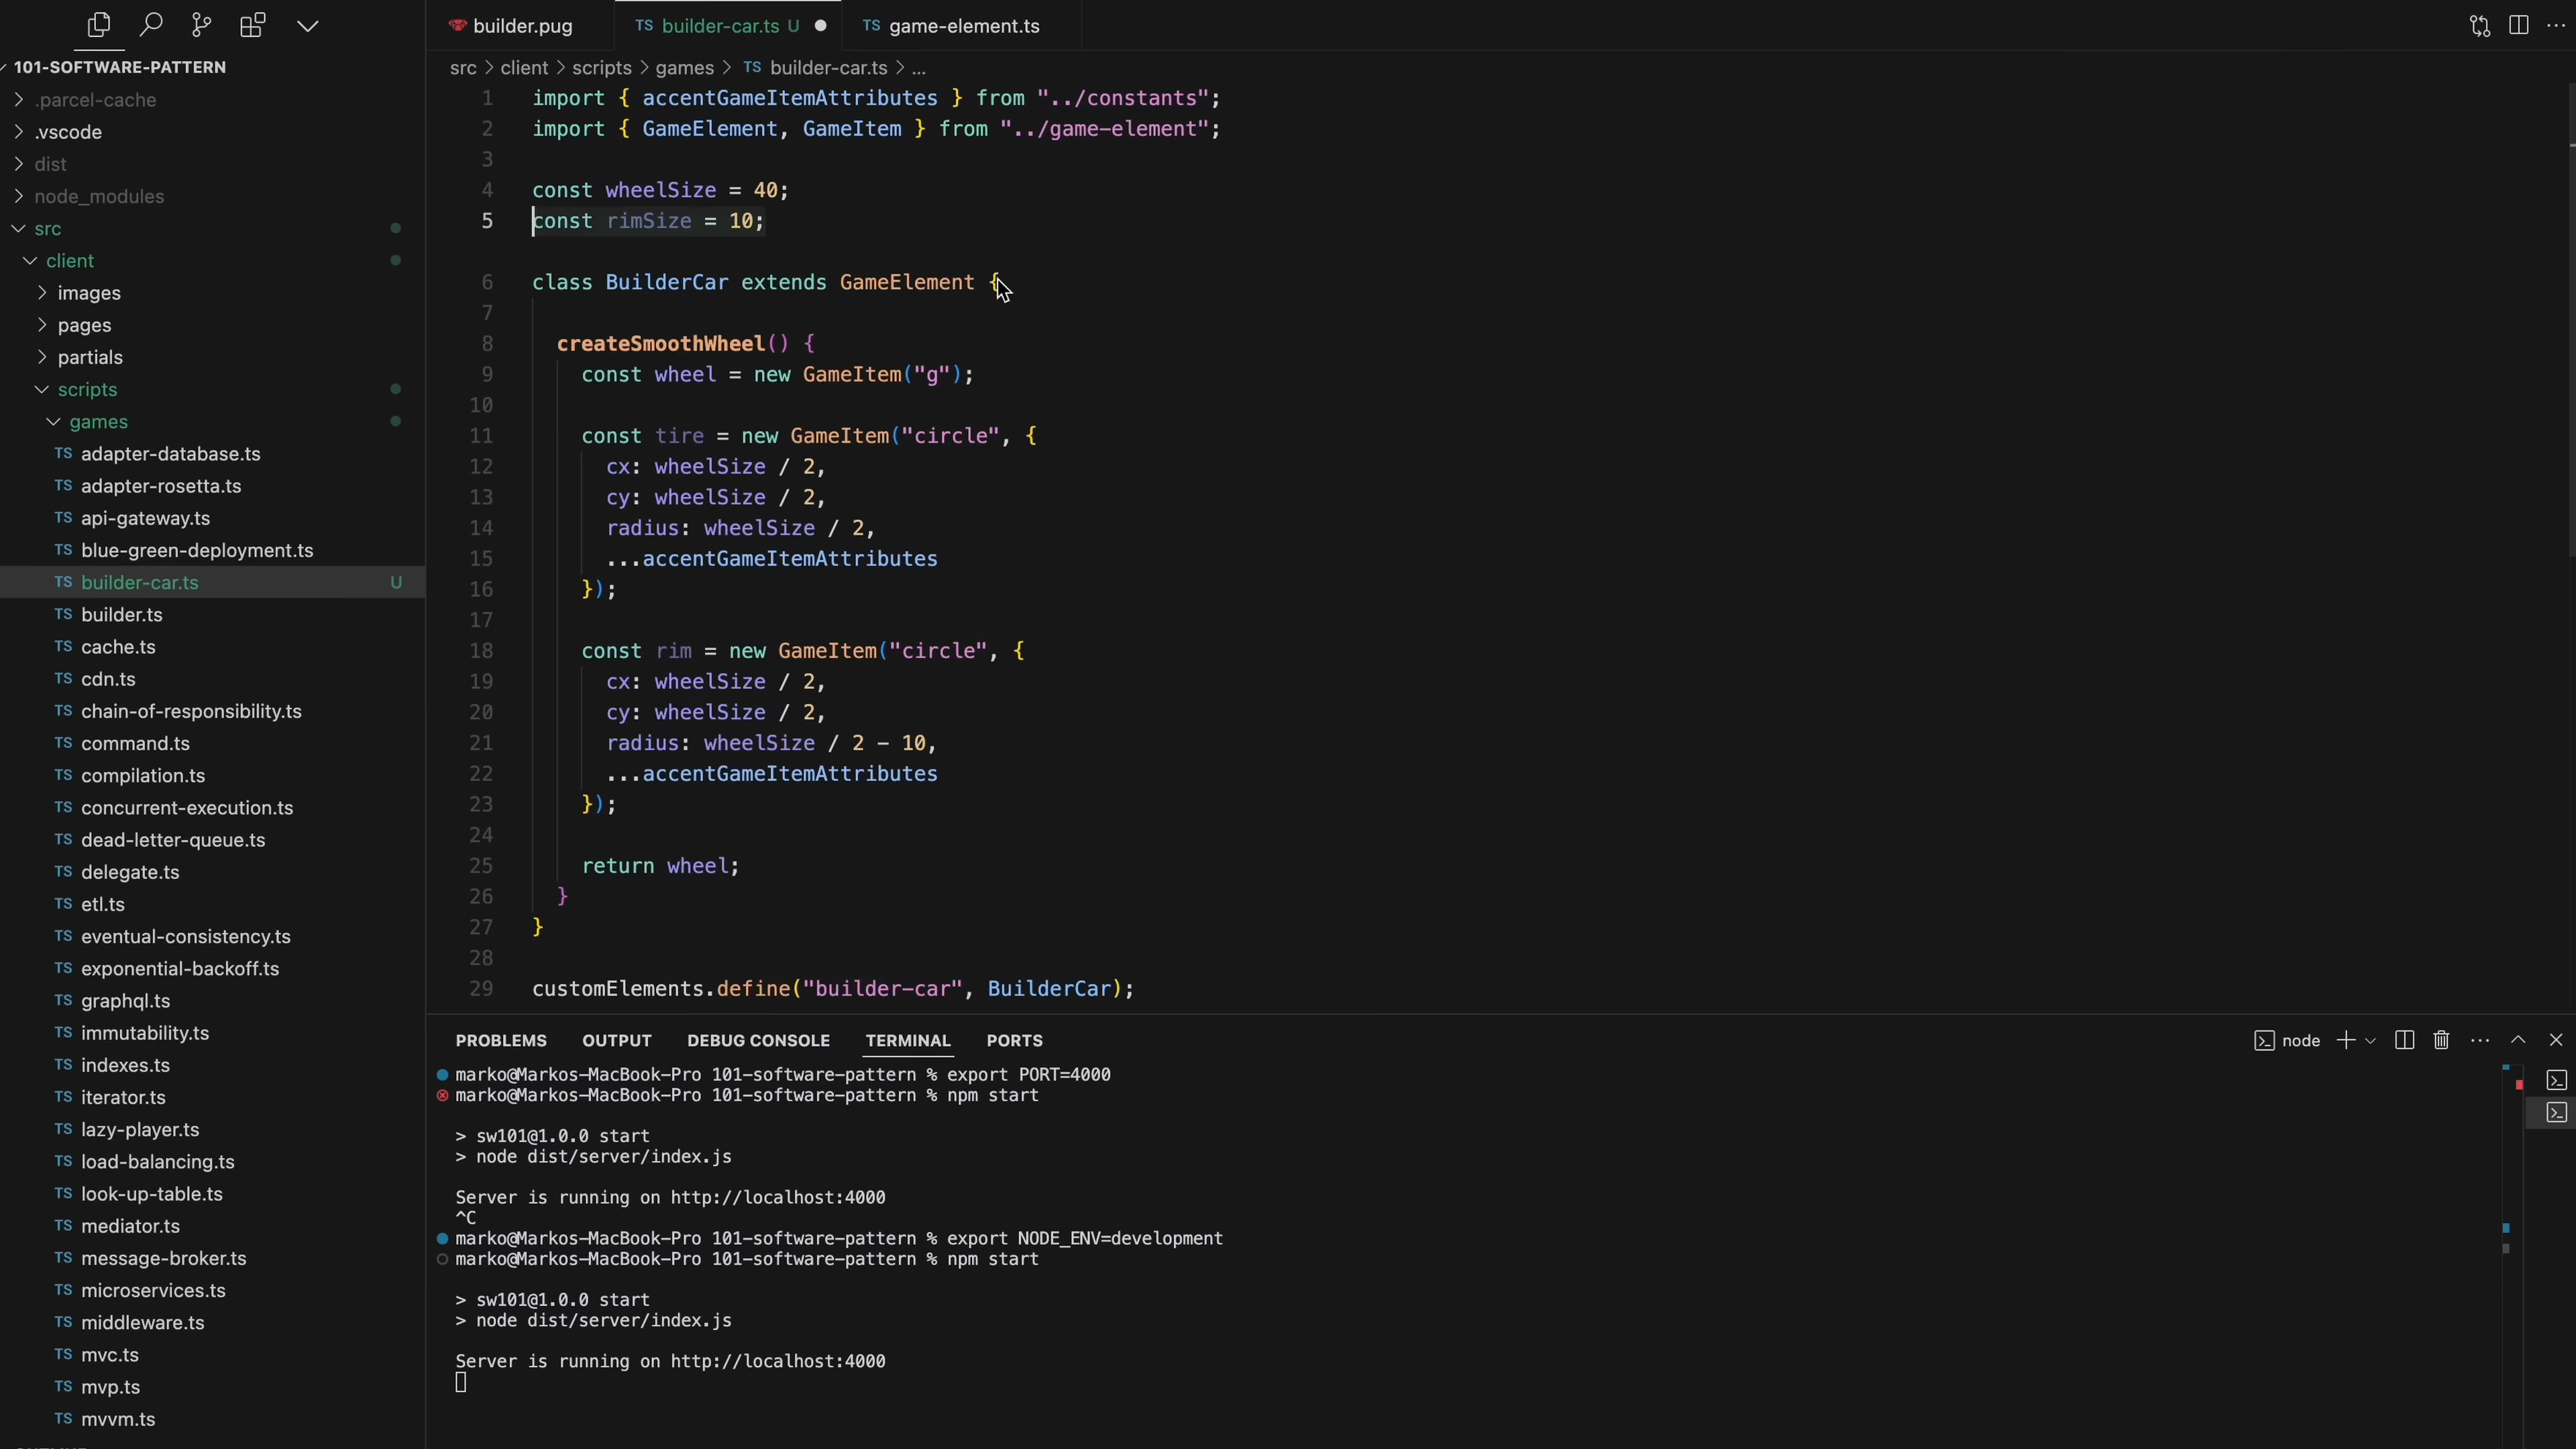 builder.pug
TS builder-car.ts U
TS game-element.ts
101-SOFTWARE-PATTERN
.parcel-cache
.vscode
dist
node_modules
src
client
images
pages
partials
scripts
games
TS adapter-database.ts
TS adapter-rosetta.ts
TS api-gateway.ts
TS blue-green-deployment.ts
TS builder-car.ts U
TS builder.ts
TS cache.ts
TS cdn.ts
TS chain-of-responsibility.ts
TS command.ts
TS compilation.ts
TS concurrent-execution.ts
TS dead-letter-queue.ts
TS delegate.ts
TS etl.ts
TS eventual-consistency.ts
TS exponential-backoff.ts
TS graphql.ts
TS immutability.ts
TS indexes.ts
TS iterator.ts
TS lazy-player.ts
TS load-balancing.ts
TS look-up-table.ts
TS mediator.ts
TS message-broker.ts
TS microservices.ts
TS middleware.ts
TS mvc.ts
TS mvp.ts
TS mvvm.ts
src > client > scripts > games > TS builder-car.ts > ...
1 import { accentGameItemAttributes } from "../constants";
2 import { GameElement, GameItem } from "../game-element";
3
4 const wheelSize = 40;
5 const rimSize = 10;
6 class BuilderCar extends GameElement {
7
8 createSmoothWheel() {
9 const wheel = new GameItem("g");
10
11 const tire = new GameItem("circle", {
12 cx: wheelSize / 2,
13 cy: wheelSize / 2,
14 radius: wheelSize / 2,
15 ...accentGameItemAttributes
16 });
17
18 const rim = new GameItem("circle", {
19 cx: wheelSize / 2,
20 cy: wheelSize / 2,
21 radius: wheelSize / 2 - 10,
22 ...accentGameItemAttributes
23 });
24
25 return wheel;
26 }
27 }
28
29 customElements.define("builder-car", BuilderCar);
PROBLEMS OUTPUT DEBUG CONSOLE TERMINAL PORTS
node
marko@Markos-MacBook-Pro 101-software-pattern % export PORT=4000
marko@Markos-MacBook-Pro 101-software-pattern % npm start
> sw101@1.0.0 start
> node dist/server/index.js
Server is running on http://localhost:4000
^C
marko@Markos-MacBook-Pro 101-software-pattern % export NODE_ENV=development
marko@Markos-MacBook-Pro 101-software-pattern % npm start
> sw101@1.0.0 start
> node dist/server/index.js
Server is running on http://localhost:4000